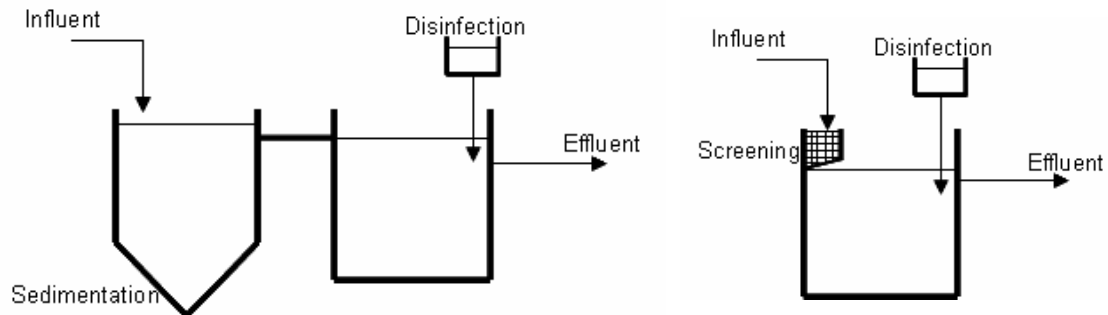 Influent
Disinfection
Effluent
Sedimentation
Influent
Disinfection
Screening
Effluent